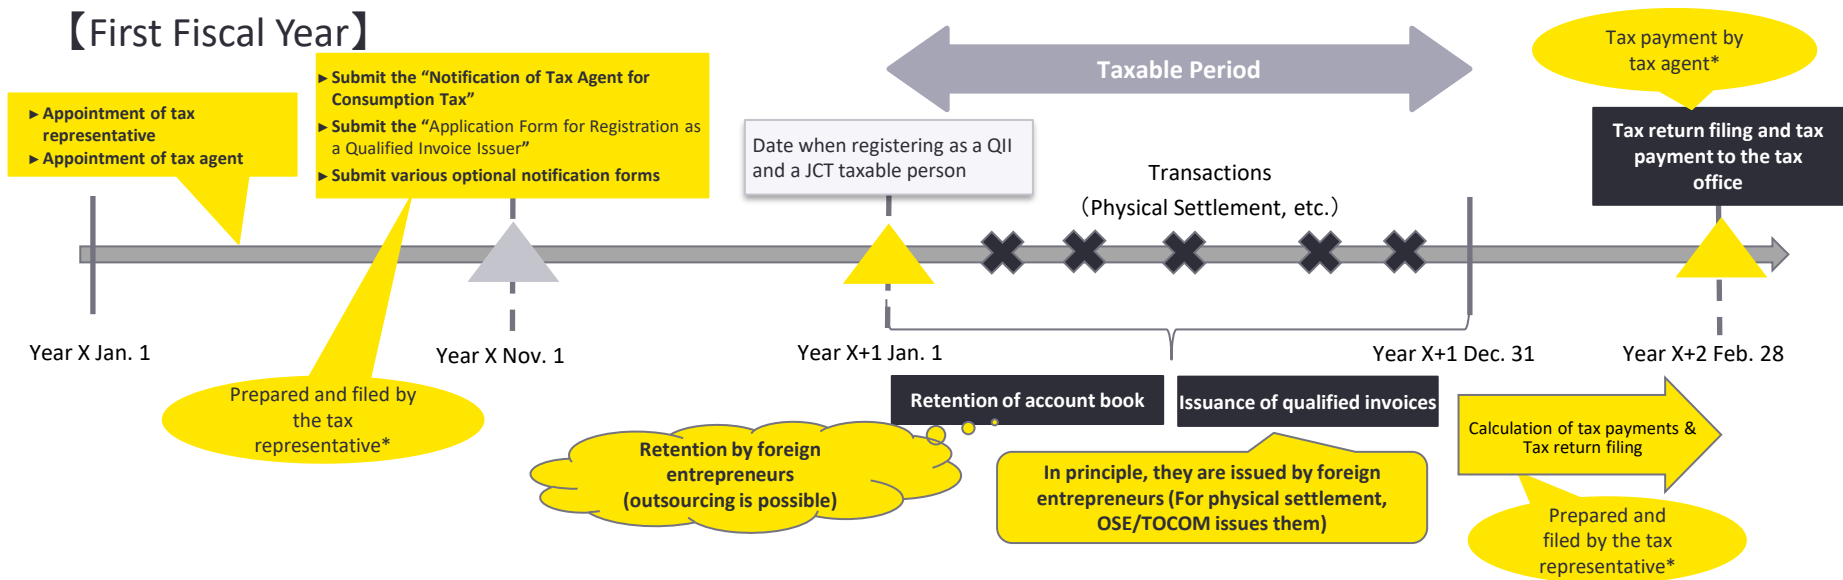 【First Fiscal Year】
► Appointment of tax
representative
► Appointment of tax agent
► Submit the “Notification of Tax Agent for
Consumption Tax”
► Submit the “Application Form for Registration as
a Qualified Invoice Issuer”
► Submit various optional notification forms
Taxable Period
Tax payment by
tax agent*
Date when registering as a QII
and a JCT taxable person
Transactions
（Physical Settlement, etc.）
Tax return filing and tax
payment to the tax
office
Year X Jan. 1
Year X Nov. 1
Year X+1 Jan. 1
Year X+1 Dec. 31
Year X+2 Feb. 28
Prepared and filed by
the tax
representative*
Retention of account book
Issuance of qualified invoices
Calculation of tax payments &
Tax return filing
Retention by foreign
entrepreneurs
(outsourcing is possible)
In principle, they are issued by foreign
entrepreneurs (For physical settlement,
OSE/TOCOM issues them)
Prepared and
filed by the tax
representative*